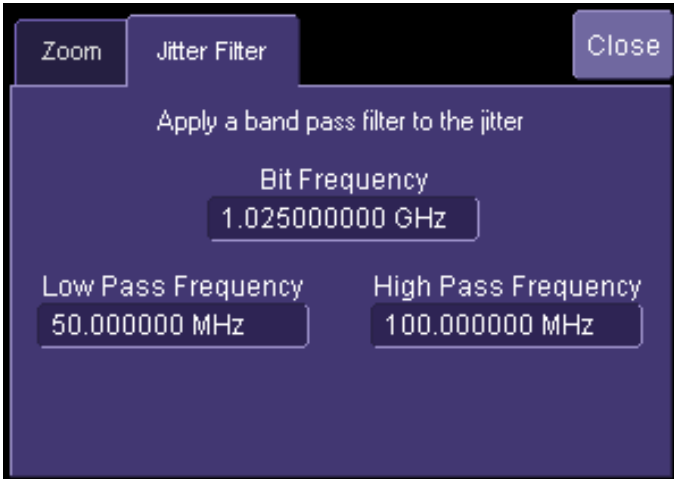 Zoom Jitter Filter Close
Apply a band pass filter to the jitter
Bit Frequency
1.025000000 GHz
Low Pass Frequency High Pass Frequency
50.000000 MHz 100.000000 MHz